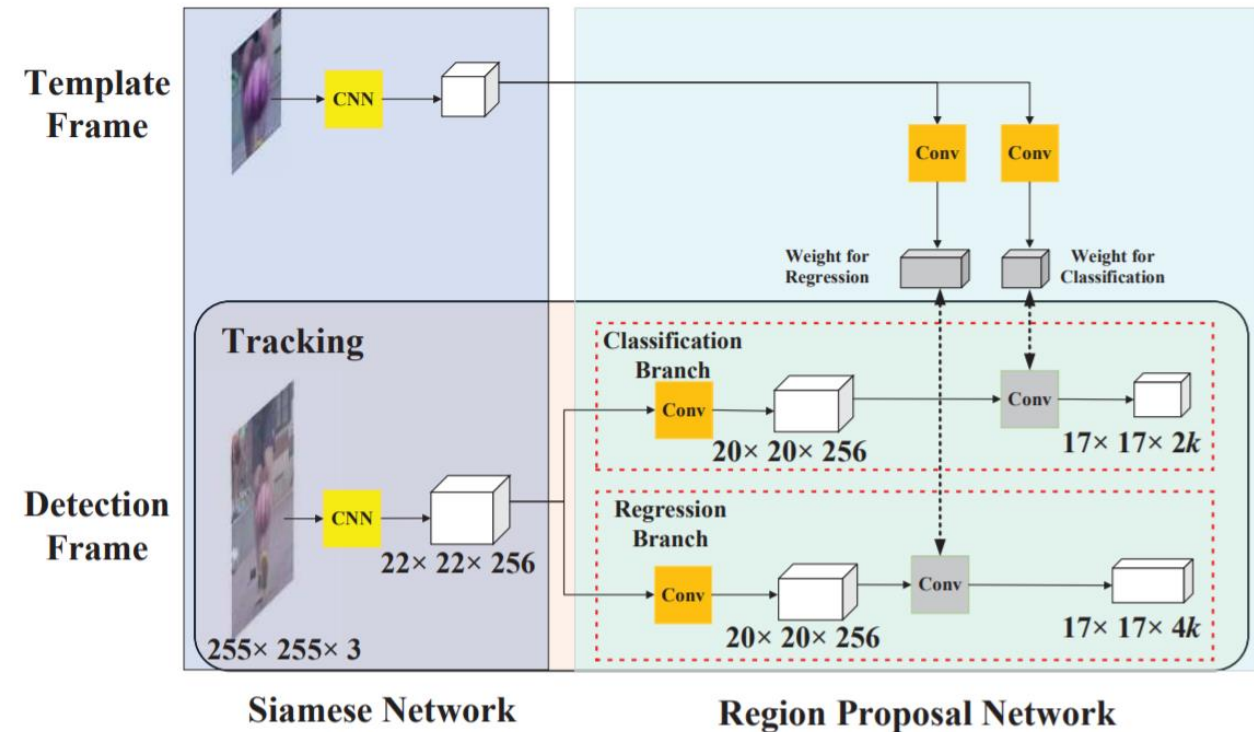 Template
Frame
CNN
Conv
Conv
Weight for
Regression
Weight for
Classification
Tracking
Classification
Branch
Conv
20× 20× 256
Conv
17× 17× 2k
Detection
Frame
CNN
22× 22× 256
255× 255× 3
Regression
Branch
Conv
20× 20× 256
Conv
17× 17× 4k
Siamese Network
Region Proposal Network